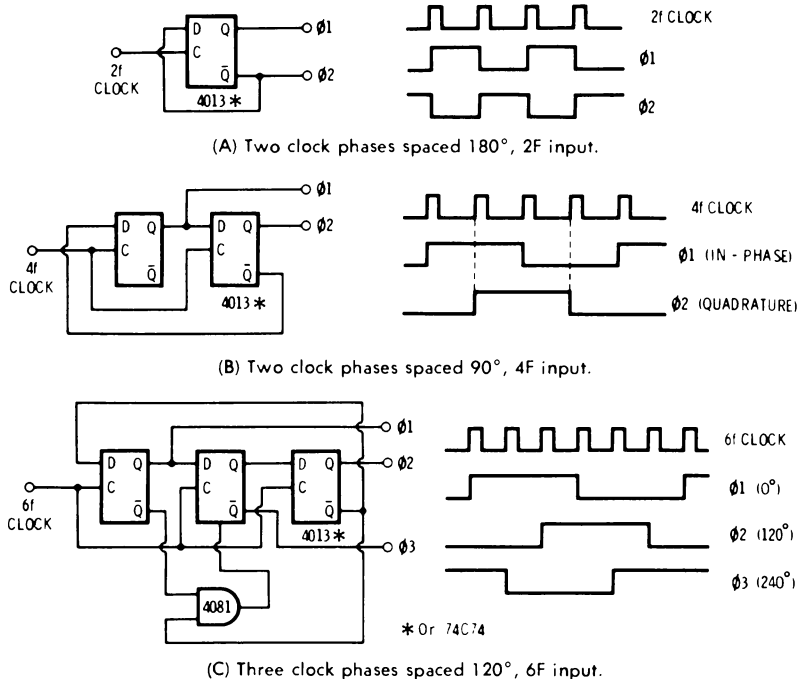 D Q ø1
C
2f
CLOCK
Q̅ ø2
4013 *
2f CLOCK
ø1
ø2
(A) Two clock phases spaced 180°, 2F input.
ø1
D Q D Q ø2
C C
4f
CLOCK
Q̅ Q̅
4013 *
4f CLOCK
ø1 (IN - PHASE)
ø2 (QUADRATURE)
(B) Two clock phases spaced 90°, 4F input.
ø1
D Q D Q D Q ø2
C C C
6f
CLOCK
Q̅ Q̅ Q̅
4013 *
ø3
4081
6f CLOCK
ø1 (0°)
ø2 (120°)
ø3 (240°)
* Or 74C74
(C) Three clock phases spaced 120°, 6F input.